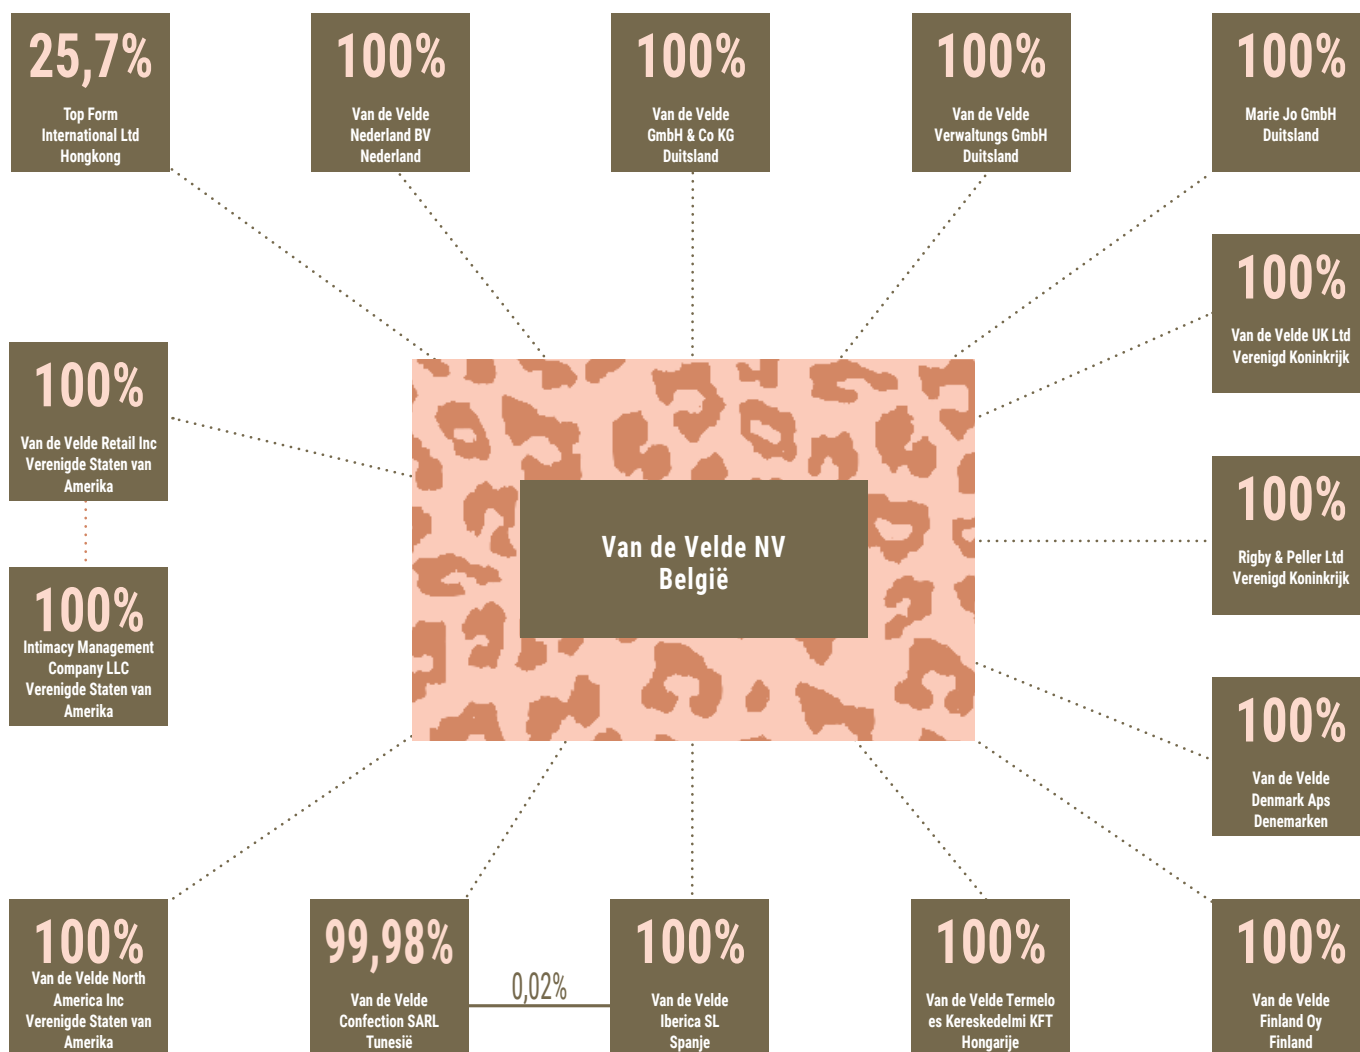 25,7%
Top Form
International Ltd
Hongkong
100%
Van de Velde
Nederland BV
Nederland
100%
Van de Velde
GmbH & Co KG
Duitsland
100%
Van de Velde
Verwaltungs GmbH
Duitsland
100%
Marie Jo GmbH
Duitsland
100%
Van de Velde UK Ltd
Verenigd Koninkrijk
100%
Van de Velde Retail Inc
Verenigde Staten van
Amerika
100%
Rigby & Peller Ltd
Verenigd Koninkrijk
Van de Velde NV
België
100%
Intimacy Management
Company LLC
Verenigde Staten van
Amerika
100%
Van de Velde
Denmark Aps
Denemarken
100%
Van de Velde North
America Inc
Verenigde Staten van
Amerika
99,98%
Van de Velde
Confection SARL
Tunesië
0,02%
100%
Van de Velde
Iberica SL
Spanje
100%
Van de Velde Termelo
es Kereskedelmi KFT
Hongarije
100%
Van de Velde
Finland Oy
Finland